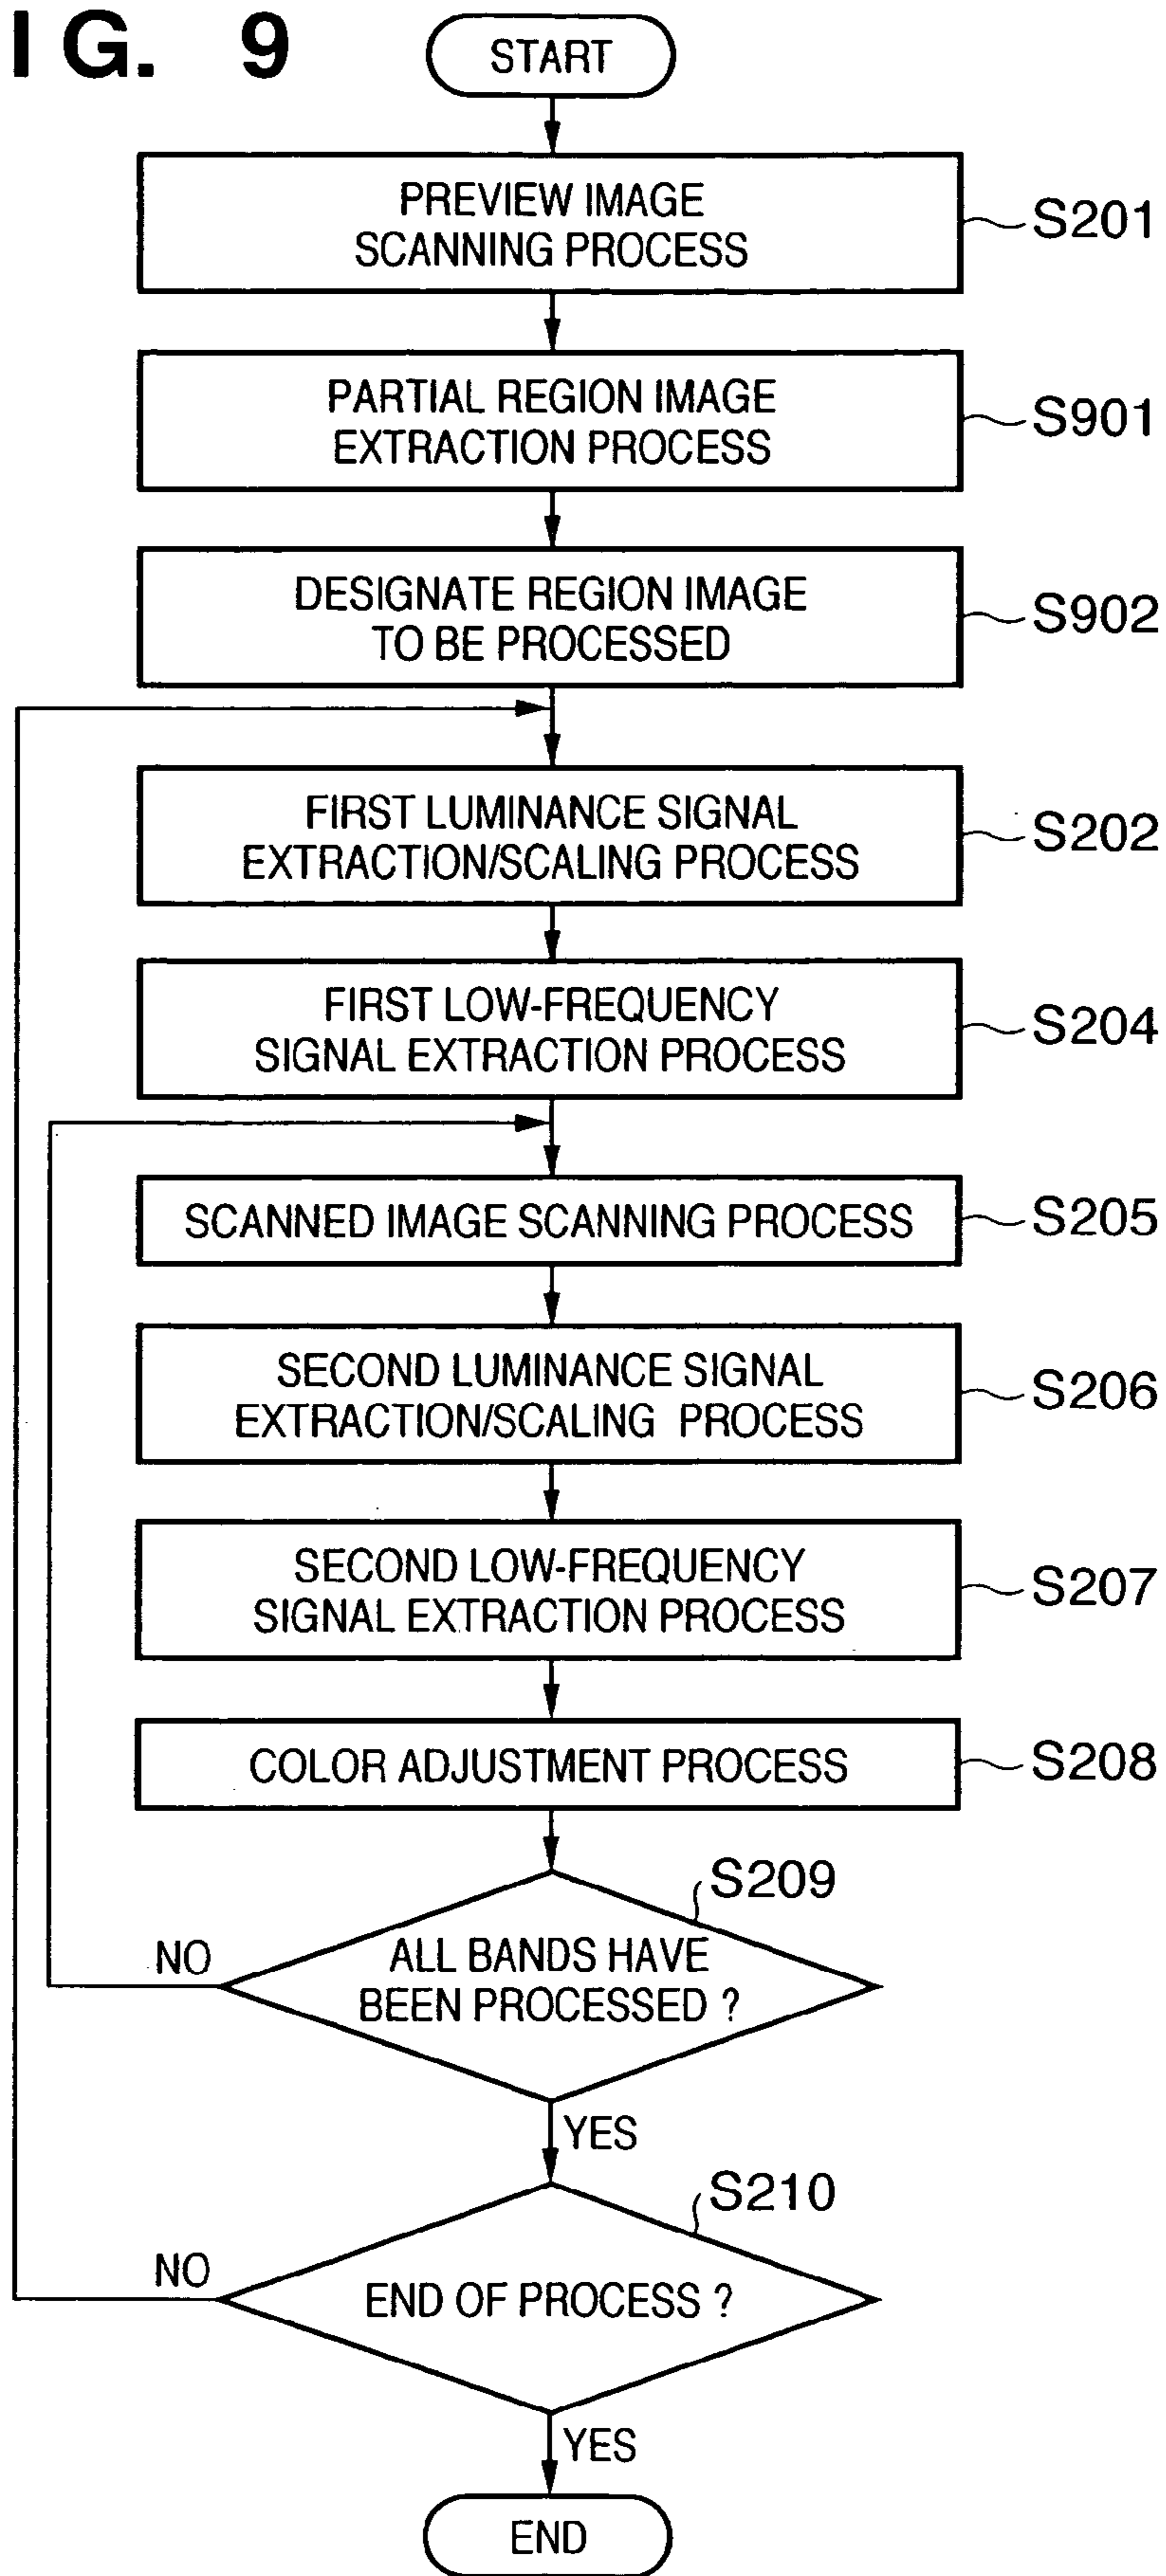 IG. 9
START
PREVIEW IMAGE
SCANNING PROCESS
S201
PARTIAL REGION IMAGE
EXTRACTION PROCESS
S901
DESIGNATE REGION IMAGE
TO BE PROCESSED
S902
FIRST LUMINANCE SIGNAL
EXTRACTION/SCALING PROCESS
S202
FIRST LOW-FREQUENCY
SIGNAL EXTRACTION PROCESS
S204
SCANNED IMAGE SCANNING PROCESS
S205
SECOND LUMINANCE SIGNAL
EXTRACTION/SCALING PROCESS
S206
SECOND LOW-FREQUENCY
SIGNAL EXTRACTION PROCESS
S207
COLOR ADJUSTMENT PROCESS
S208
S209
NO
ALL BANDS HAVE
BEEN PROCESSED ?
YES
S210
NO
END OF PROCESS ?
YES
END